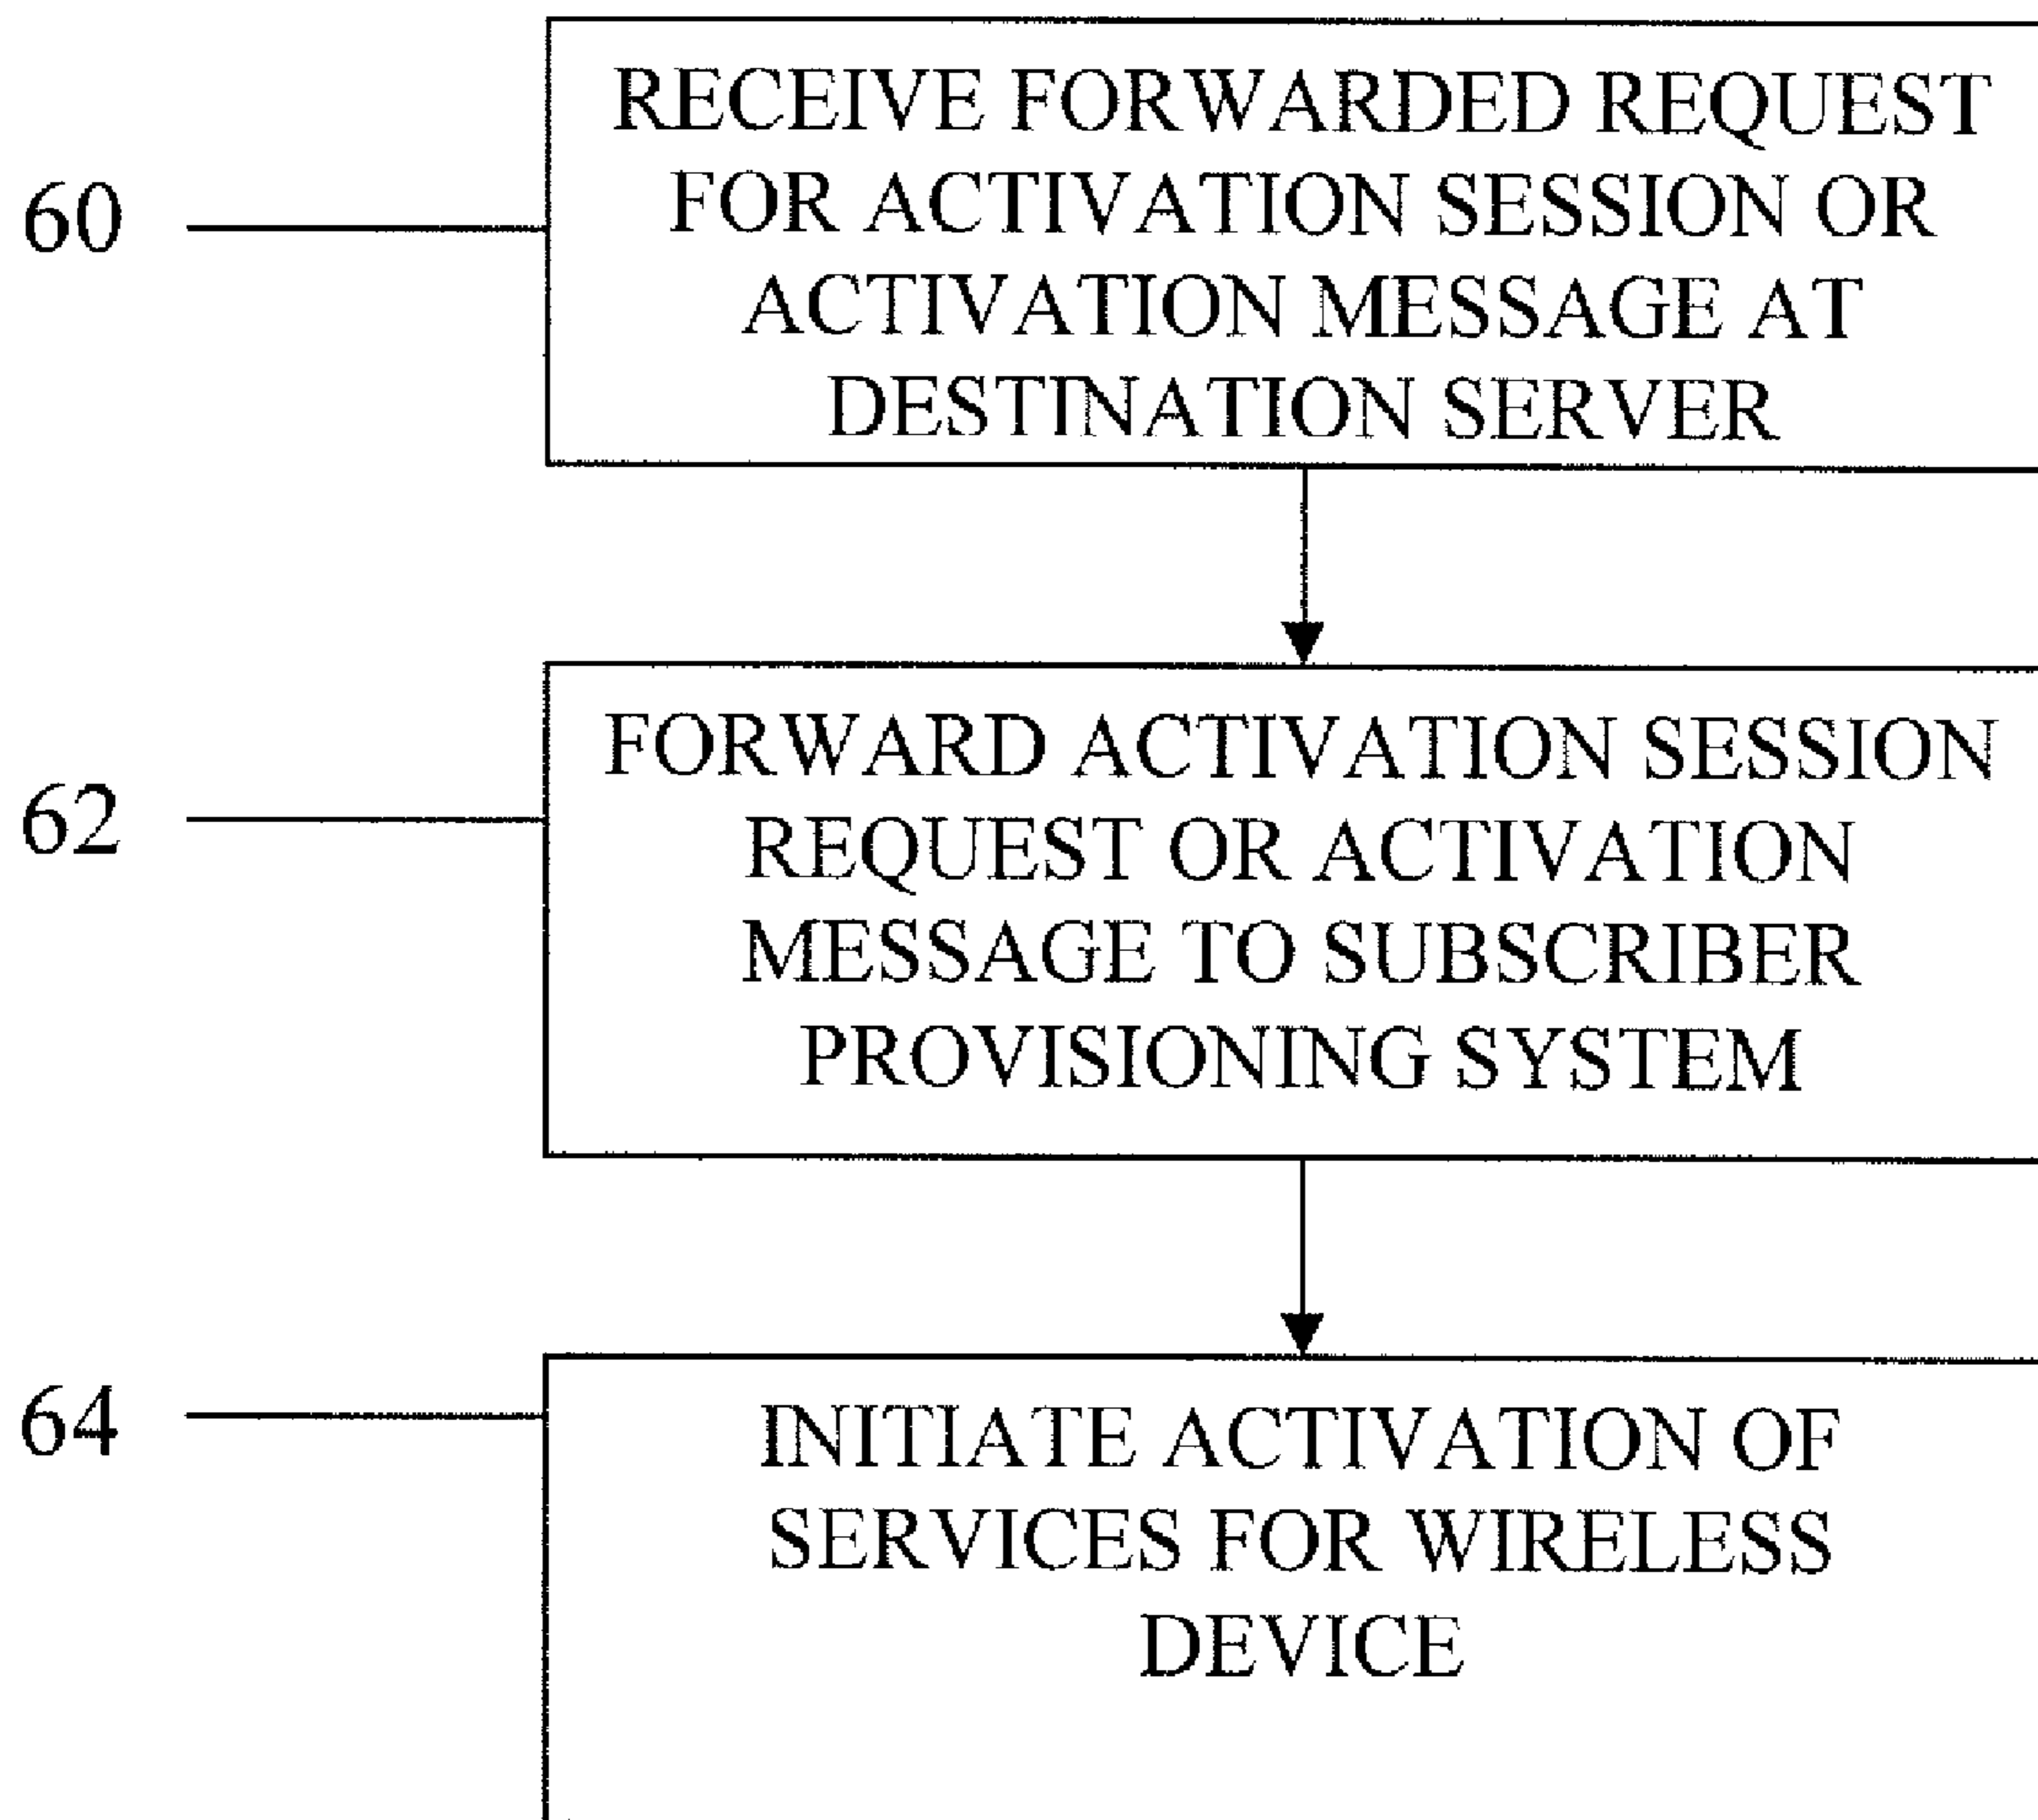 60
RECEIVE FORWARDED REQUEST
FOR ACTIVATION SESSION OR
ACTIVATION MESSAGE AT
DESTINATION SERVER
62
FORWARD ACTIVATION SESSION
REQUEST OR ACTIVATION
MESSAGE TO SUBSCRIBER
PROVISIONING SYSTEM
64
INITIATE ACTIVATION OF
SERVICES FOR WIRELESS
DEVICE